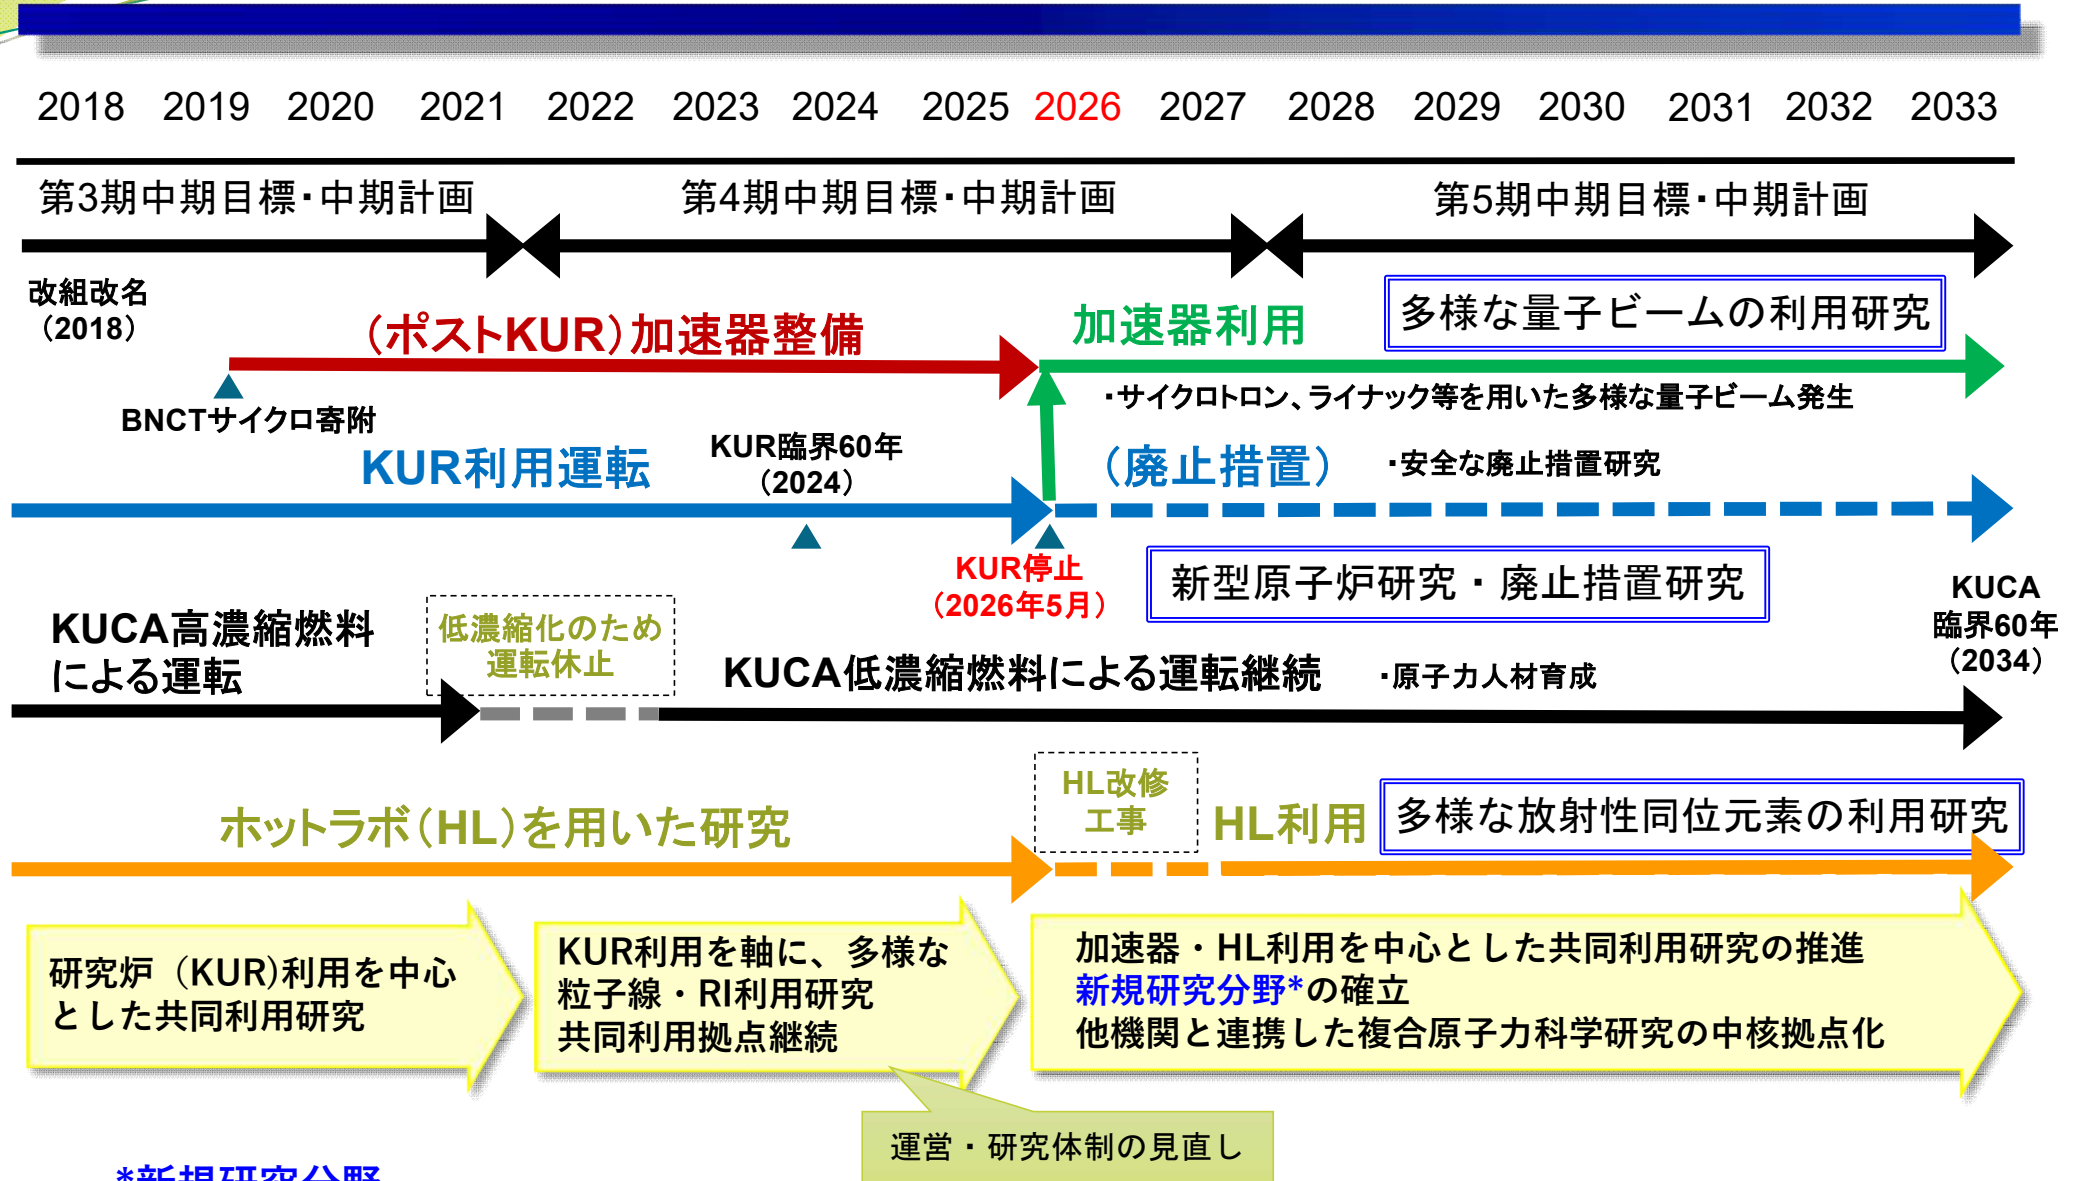 2018 2019 2020 2021 2022 2023 2024 2025 2026 2027 2028 2029 2030 2031 2032 2033
第3期中期目標・中期計画 第4期中期目標・中期計画 第5期中期目標・中期計画
改組改名
（2018）
（ポストKUR）加速器整備
加速器利用
多様な量子ビームの利用研究
BNCTサイクロ寄附
・サイクロトロン、ライナック等を用いた多様な量子ビーム発生
KUR利用運転
KUR臨界60年
（2024）
（廃止措置）
・安全な廃止措置研究
KUR停止
（2026年5月）
新型原子炉研究・廃止措置研究
KUCA
臨界60年
（2034）
KUCA高濃縮燃料
による運転
低濃縮化のため
運転休止
KUCA低濃縮燃料による運転継続
・原子力人材育成
ホットラボ（HL）を用いた研究
HL改修
工事
HL利用
多様な放射性同位元素の利用研究
研究炉（KUR)利用を中心
とした共同利用研究
KUR利用を軸に、多様な
粒子線・RI利用研究
共同利用拠点継続
加速器・HL利用を中心とした共同利用研究の推進
新規研究分野*の確立
他機関と連携した複合原子力科学研究の中核拠点化
運営・研究体制の見直し
*新規研究分野